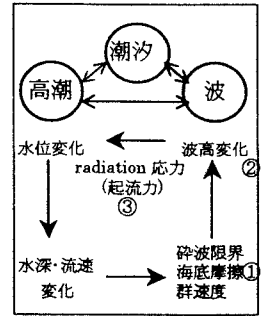 潮汐
高潮
波
水位変化
波高変化
②
radiation 応力
(起流力)
③
水深・流速
変化
砕波限界
海底摩擦①
群速度